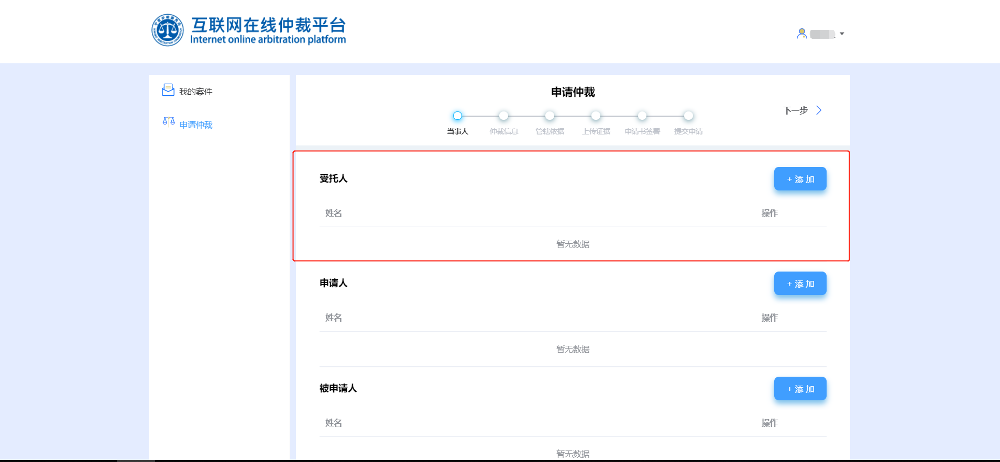 互联网在线仲裁平台
Internet online arbitration platform
我的案件
申请仲裁
申请仲裁
当事人 仲裁信息 管辖依据 上传证据 申请书签署 提交申请
下一步
受托人
+ 添 加
姓名 操作
暂无数据
申请人
+ 添 加
姓名 操作
暂无数据
被申请人
+ 添 加
姓名 操作
暂无数据